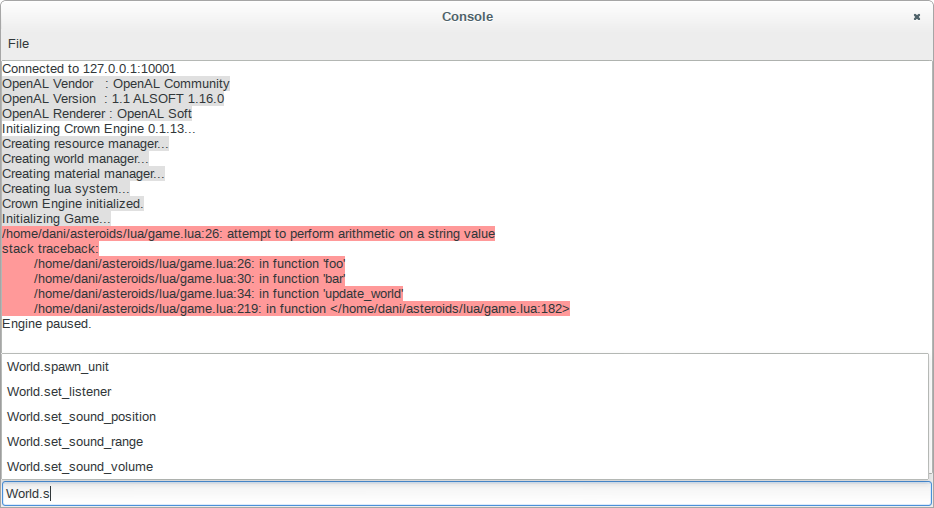 Console
File
Connected to 127.0.0.1:10001
OpenAL Vendor : OpenAL Community
OpenAL Version : 1.1 ALSOFT 1.16.0
OpenAL Renderer : OpenAL Soft
Initializing Crown Engine 0.1.13...
Creating resource manager...
Creating world manager...
Creating material manager...
Creating lua system...
Crown Engine initialized.
Initializing Game...
/home/dani/asteroids/lua/game.lua:26: attempt to perform arithmetic on a string value
stack traceback:
/home/dani/asteroids/lua/game.lua:26: in function 'foo'
/home/dani/asteroids/lua/game.lua:30: in function 'bar'
/home/dani/asteroids/lua/game.lua:34: in function 'update_world'
/home/dani/asteroids/lua/game.lua:219: in function </home/dani/asteroids/lua/game.lua:182>
Engine paused.
World.spawn_unit
World.set_listener
World.set_sound_position
World.set_sound_range
World.set_sound_volume
World.s